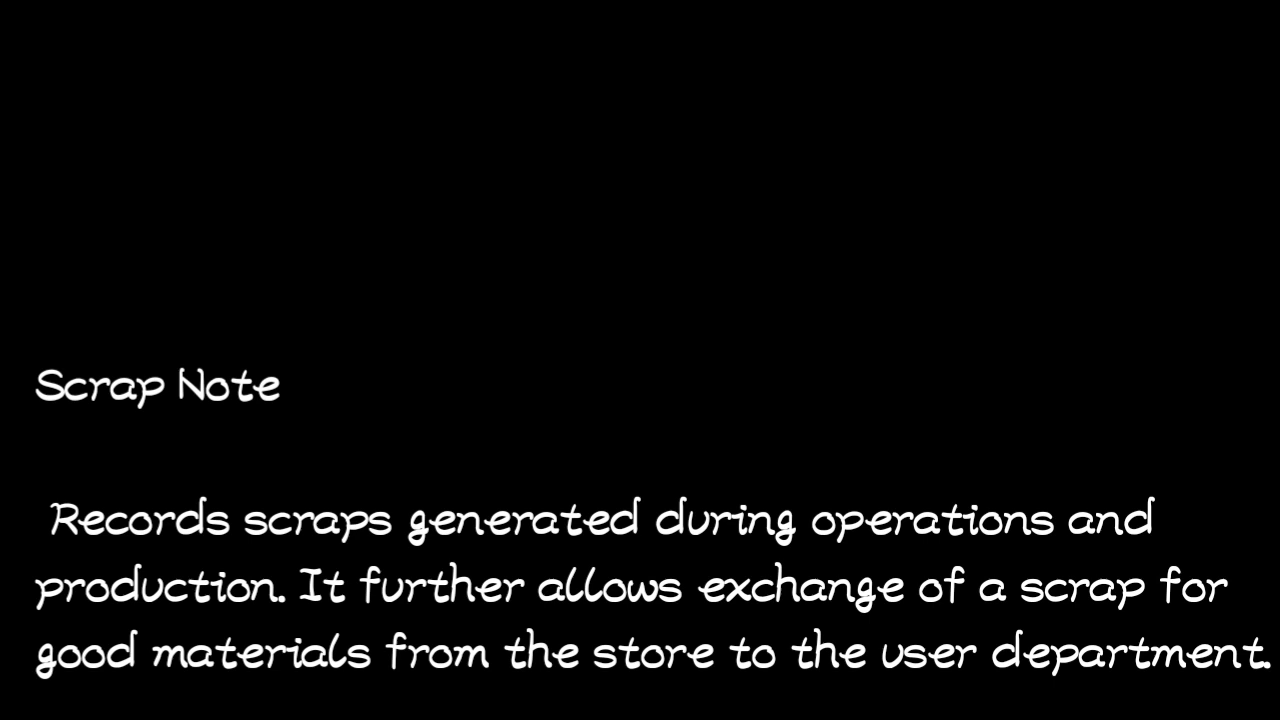 Scrap Note
Records scraps generated during operations and
production. It further allows exchange of a scrap for
good materials from the store to the user department.